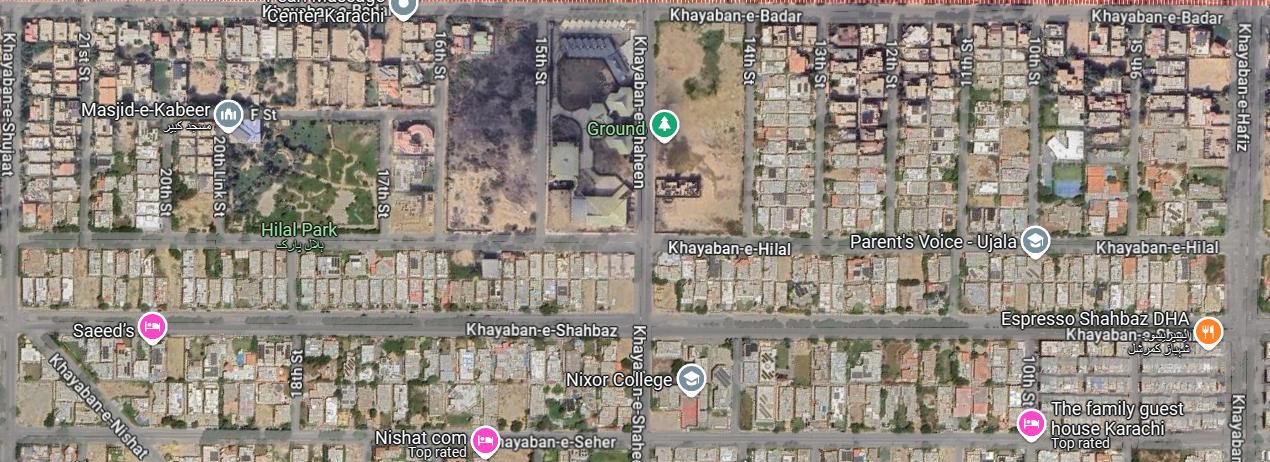 Center Karachi
Khayaban-e-Badar
Khayaban-e-Badar
Khayaban-e-Shujaat
21st St
16th St
15th St
Khayaban-e-Shaheen
14th St
13th St
12th St
11th St
10th St
9th St
Khayaban-e-Hafiz
Masjid-e-Kabeer
مسجد کبیر
F St
Ground
20th St
20th Link St
17th St
Hilal Park
ہلال پارک
Khayaban-e-Hilal
Parent's Voice - Ujala
Khayaban-e-Hilal
Saeed's
Khayaban-e-Shahbaz
Espresso Shahbaz DHA
شہباز کمرشل
Khayaban-e-Nishat
18th St
Nixor College
10th St
The family guest
house Karachi
Top rated
Nishat com
Top rated
ayaban-e-Seher